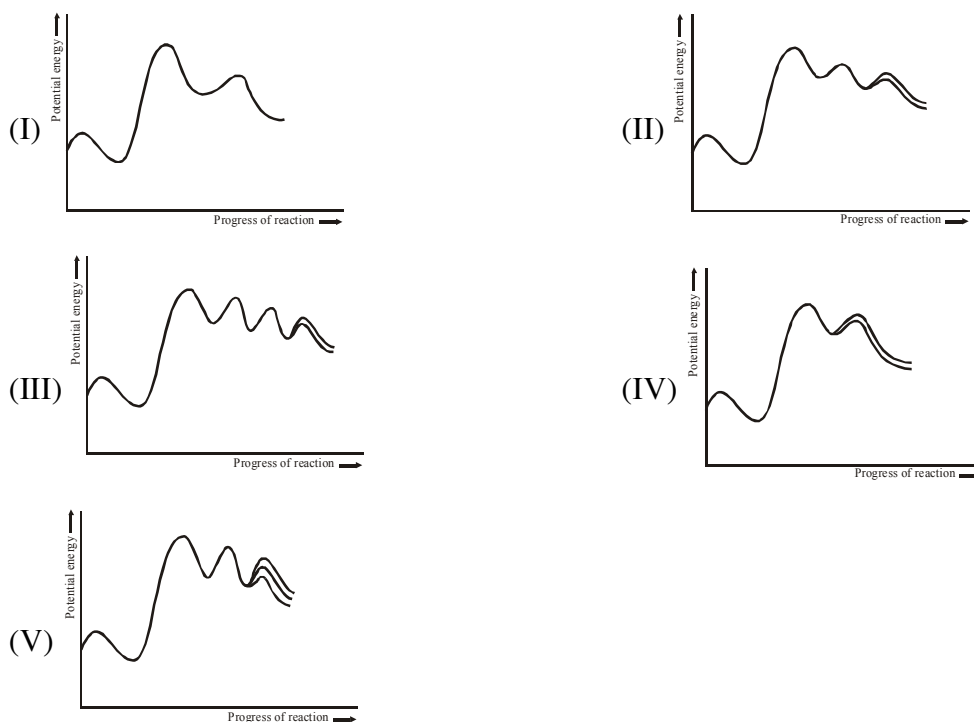 (I)
Potential energy
Progress of reaction
(II)
Potential energy
Progress of reaction
(III)
Potential energy
Progress of reaction
(IV)
Potential energy
Progress of reaction
(V)
Potential energy
Progress of reaction